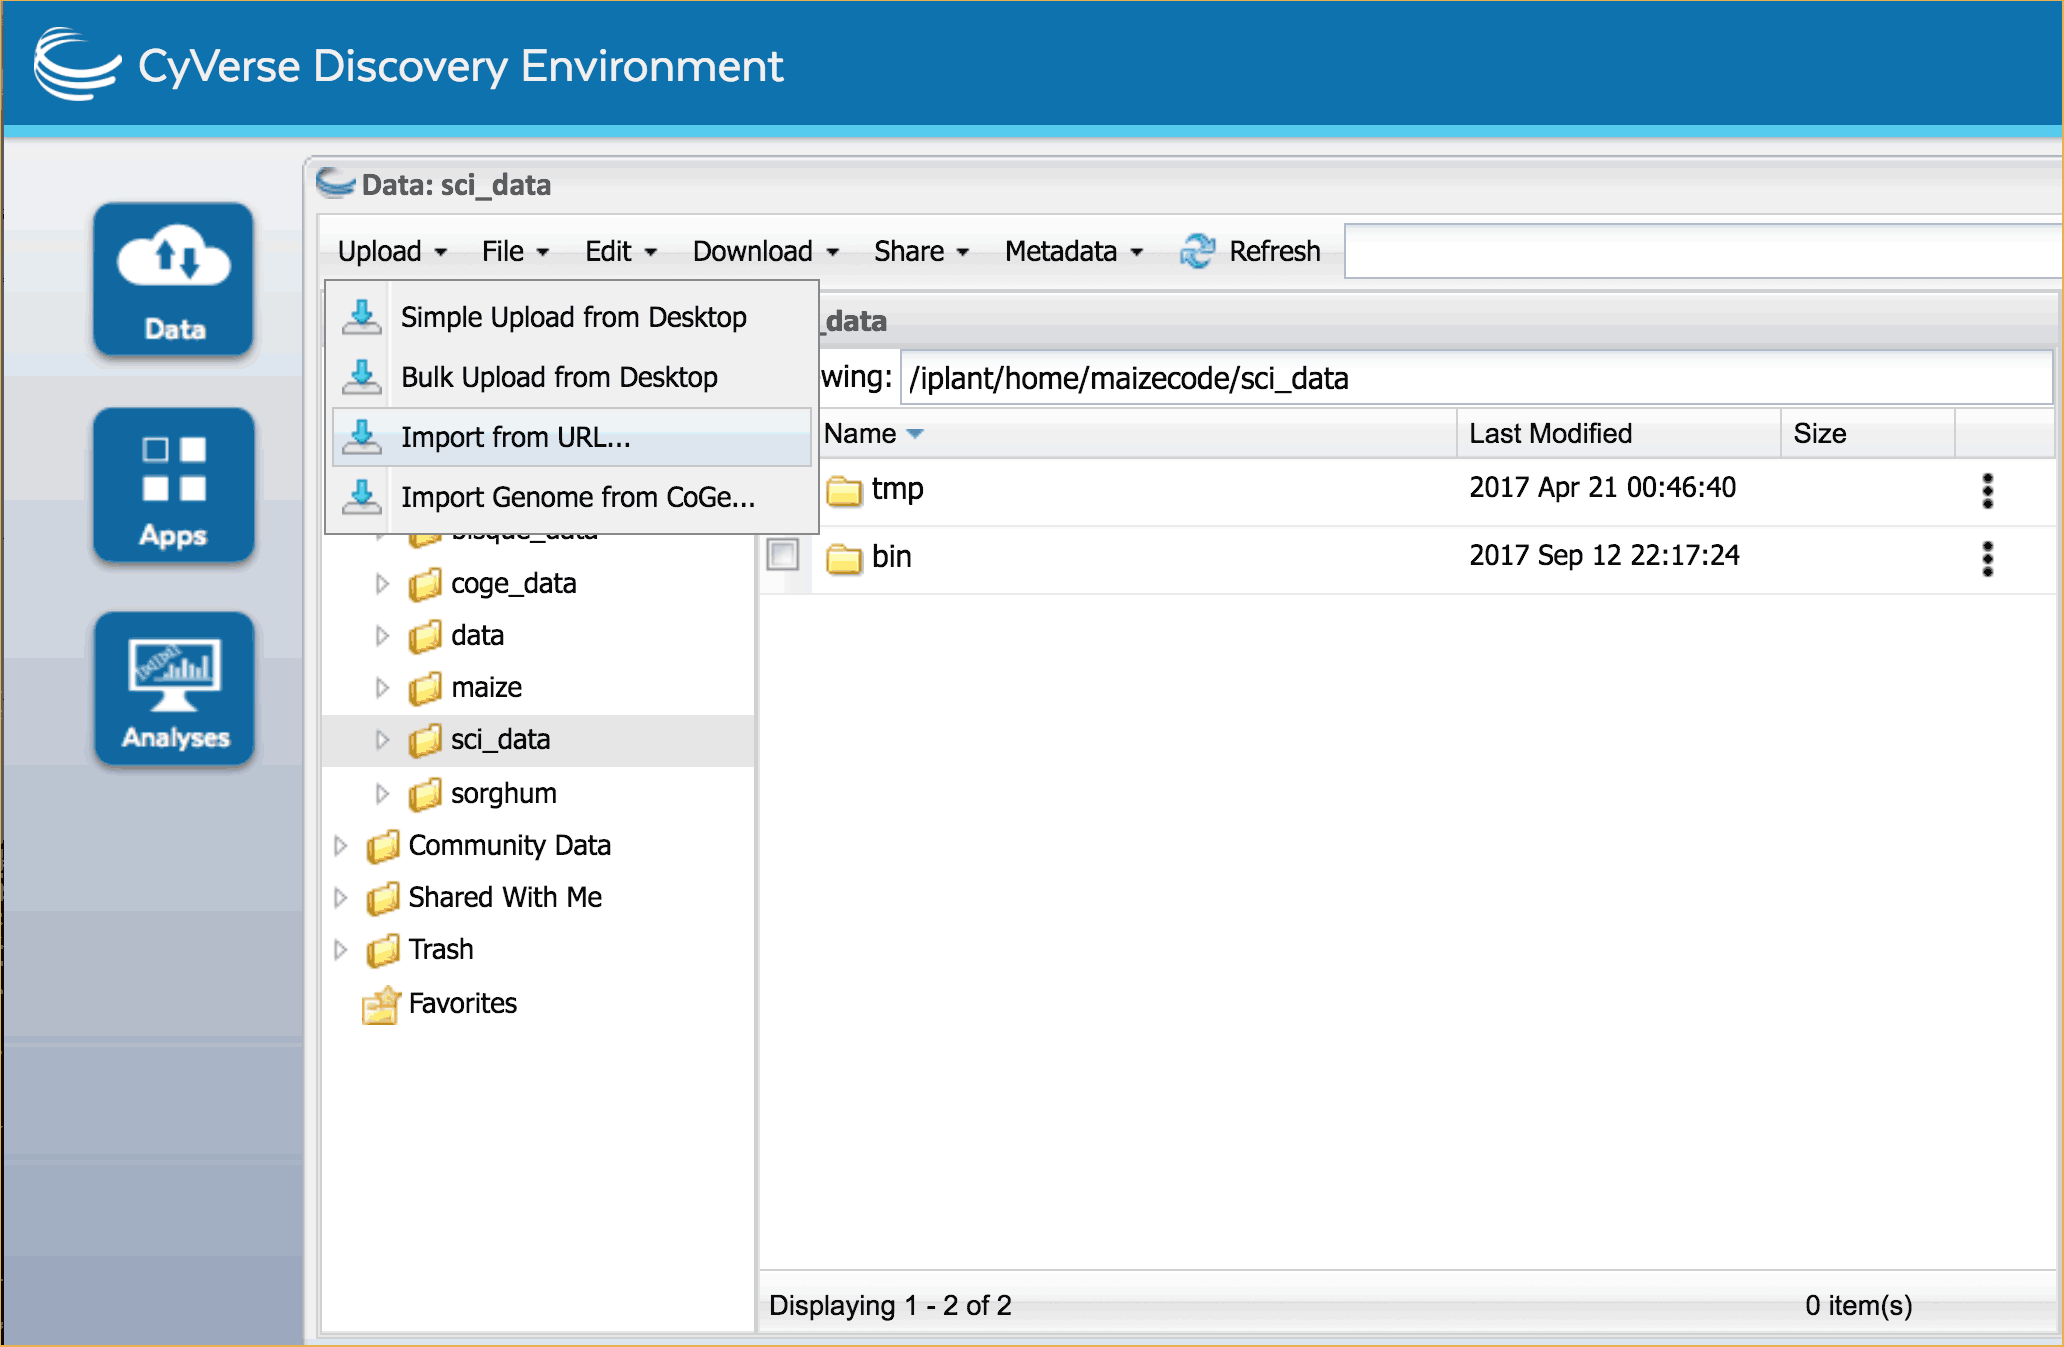 CyVerse Discovery Environment
Data: sci_data
Upload File Edit Download Share Metadata Refresh
Data
Simple Upload from Desktop
Bulk Upload from Desktop
Import from URL...
Import Genome from CoGe...
_data
wing: /iplant/home/maizecode/sci_data
Name Last Modified Size
tmp 2017 Apr 21 00:46:40
bin 2017 Sep 12 22:17:24
Apps
bisque_data
coge_data
data
maize
sci_data
sorghum
Analyses
Community Data
Shared With Me
Trash
Favorites
Displaying 1 - 2 of 2 0 item(s)